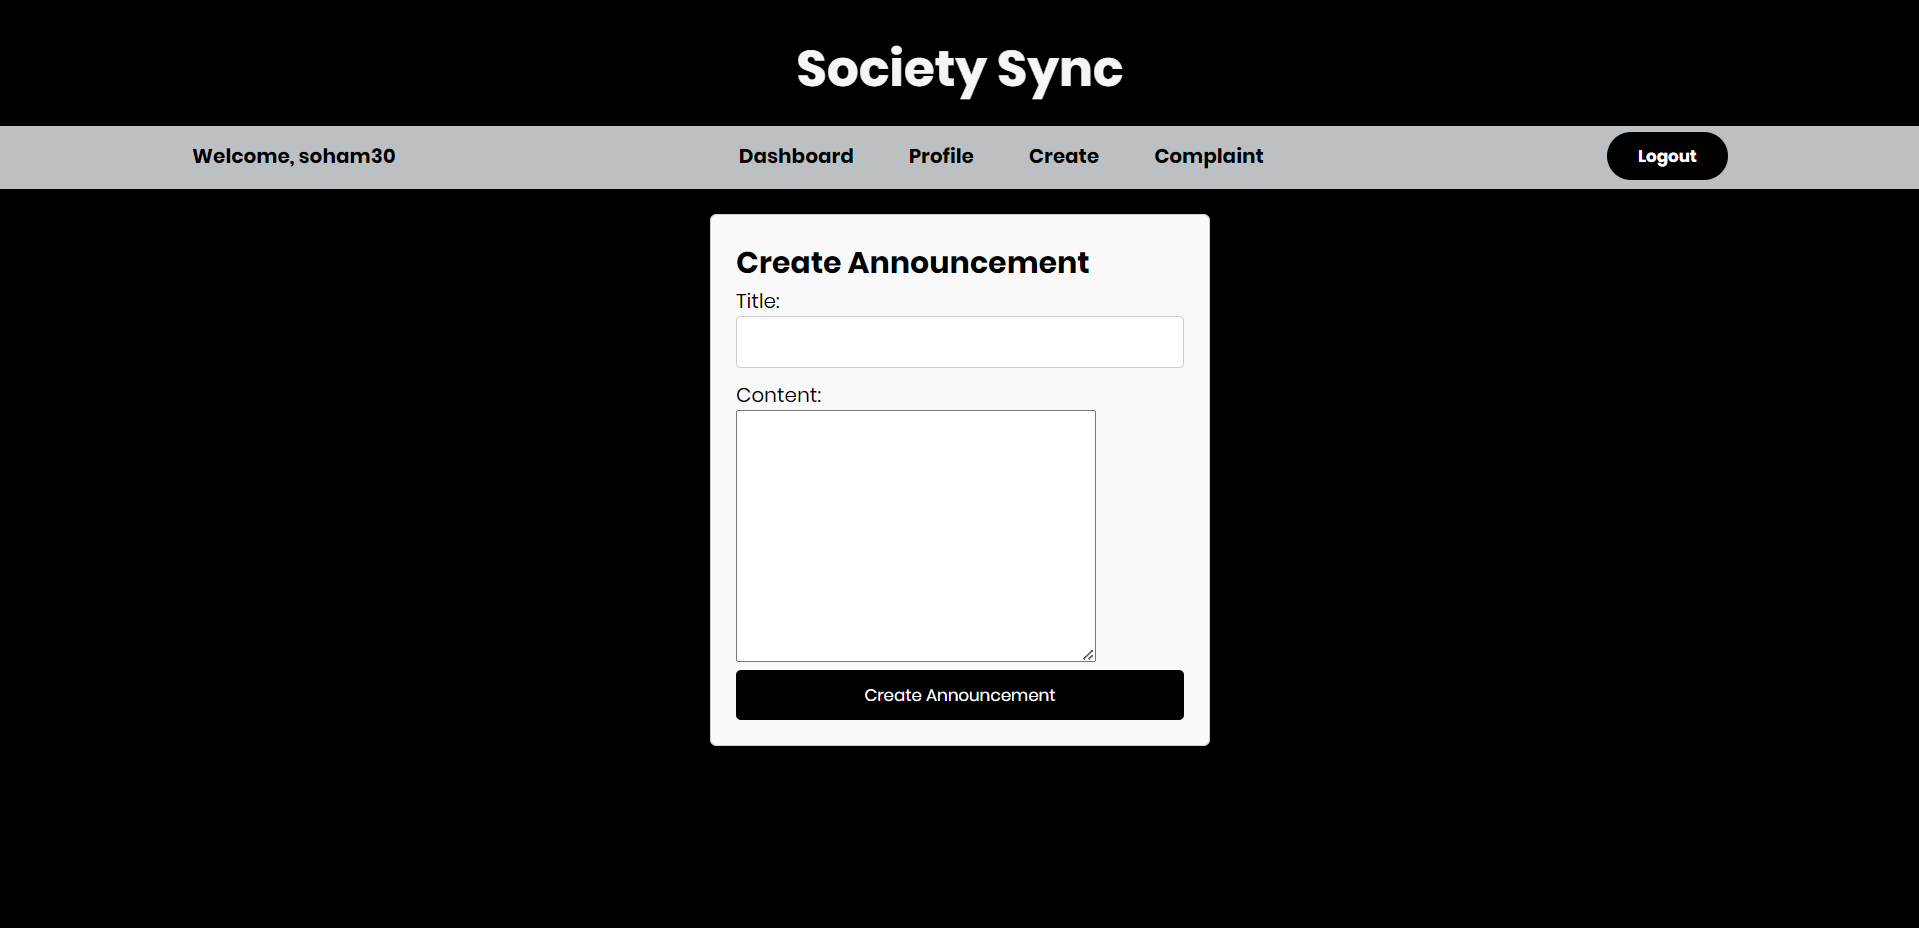 Society Sync
Welcome, soham30 Dashboard Profile Create Complaint Logout
Create Announcement
Title:
Content:
Create Announcement